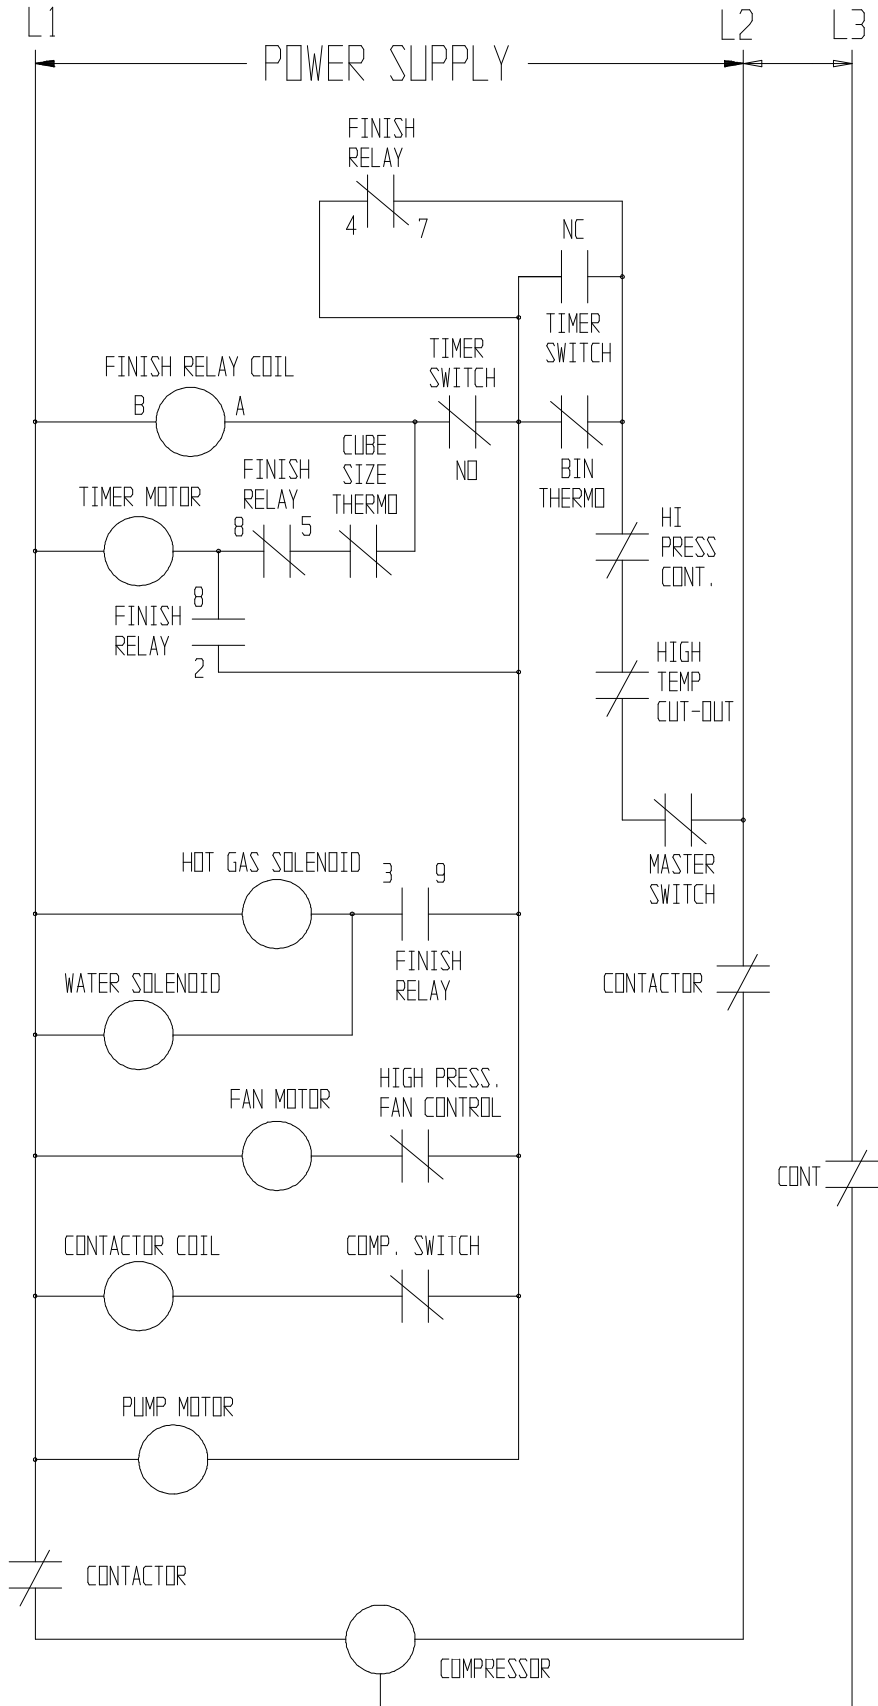 L1
L2
L3
POWER SUPPLY
FINISH
RELAY
4
7
NC
TIMER
SWITCH
TIMER
SWITCH
FINISH RELAY COIL
B
A
NO
BIN
THERMO
CUBE
SIZE
THERMO
FINISH
RELAY
8
5
TIMER MOTOR
HI
PRESS
CONT.
8
FINISH
RELAY
2
HIGH
TEMP
CUT-OUT
MASTER
SWITCH
HOT GAS SOLENOID
3
9
FINISH
RELAY
WATER SOLENOID
CONTACTOR
HIGH PRESS.
FAN CONTROL
FAN MOTOR
CONT
CONTACTOR COIL
COMP. SWITCH
PUMP MOTOR
CONTACTOR
COMPRESSOR